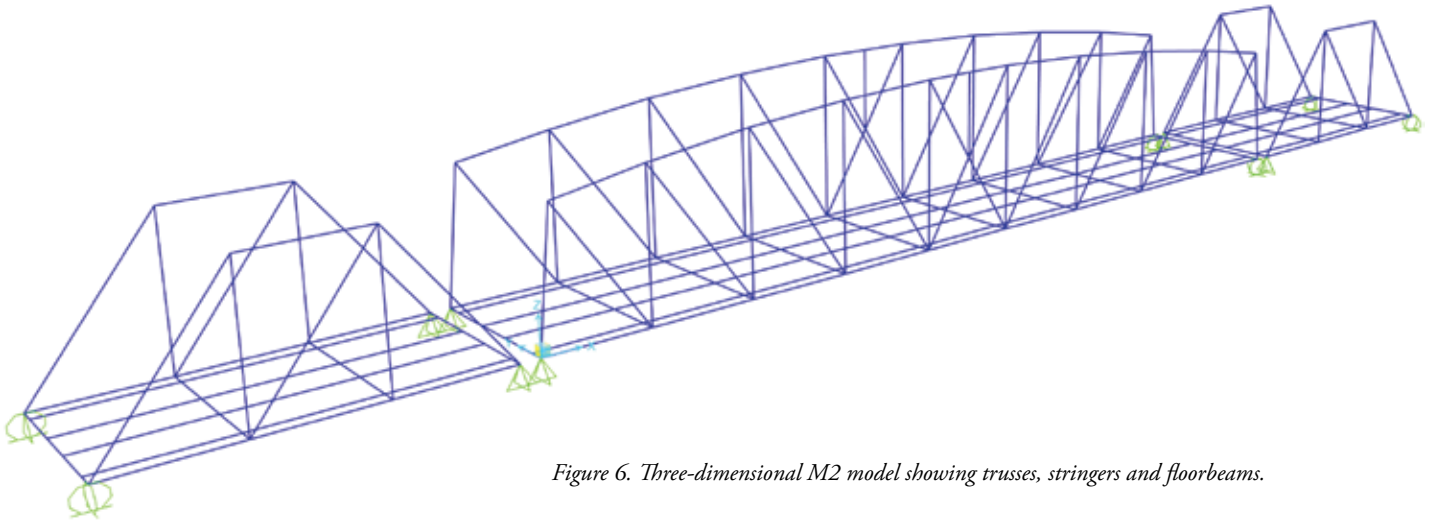 Z
X
Figure 6. Three-dimensional M2 model showing trusses, stringers and floorbeams.